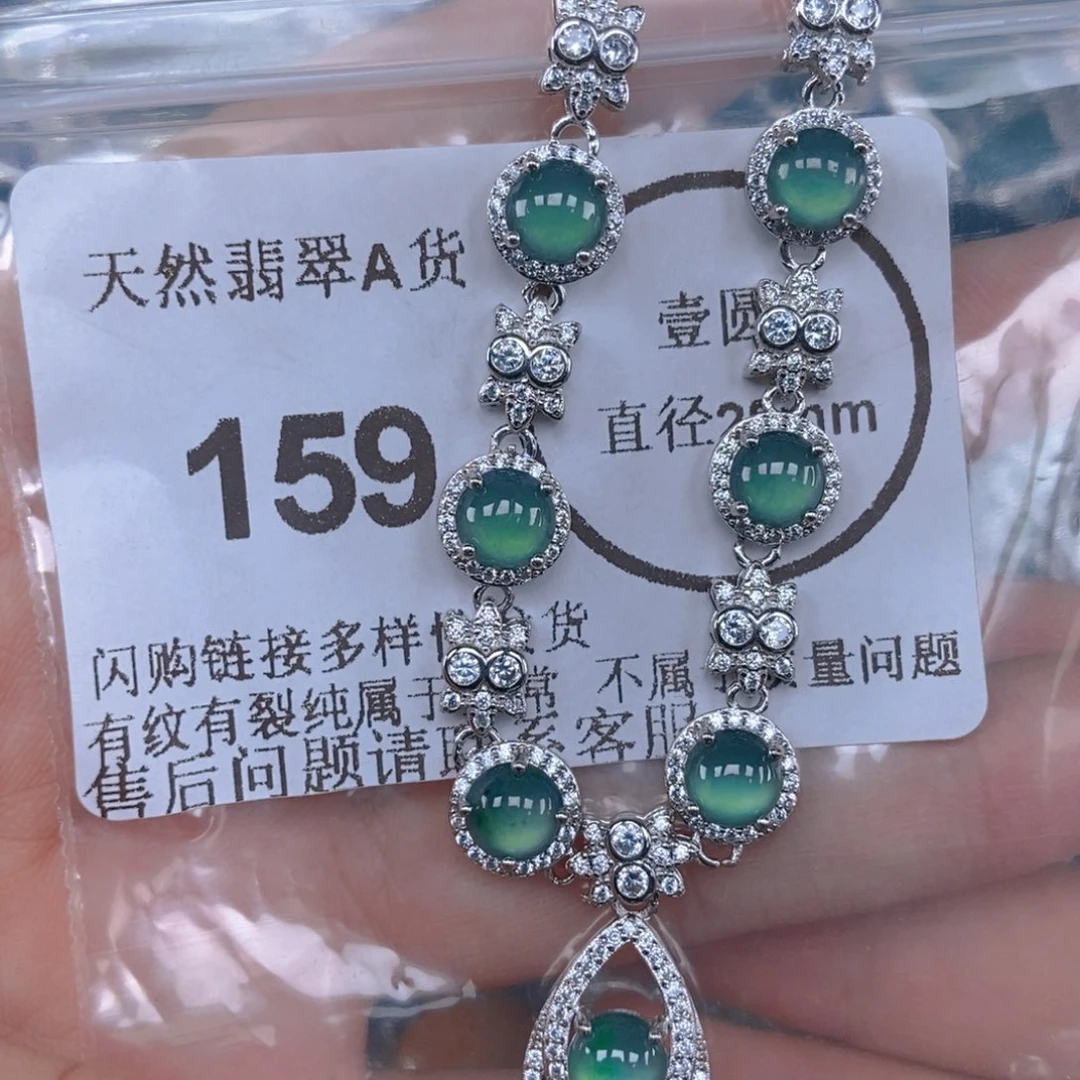 天然翡翠A货
159
壹圆
直径2 mm
闪购链接多样 货
有纹有裂纯属于 常 不属 量问题
售后问题请 系客服